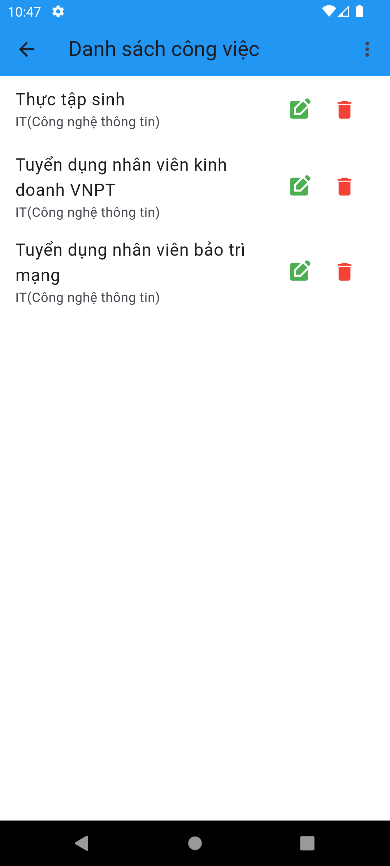 10:47
Danh sách công việc
Thực tập sinh
IT(Công nghệ thông tin)
Tuyển dụng nhân viên kinh
doanh VNPT
IT(Công nghệ thông tin)
Tuyển dụng nhân viên bảo trì
mạng
IT(Công nghệ thông tin)